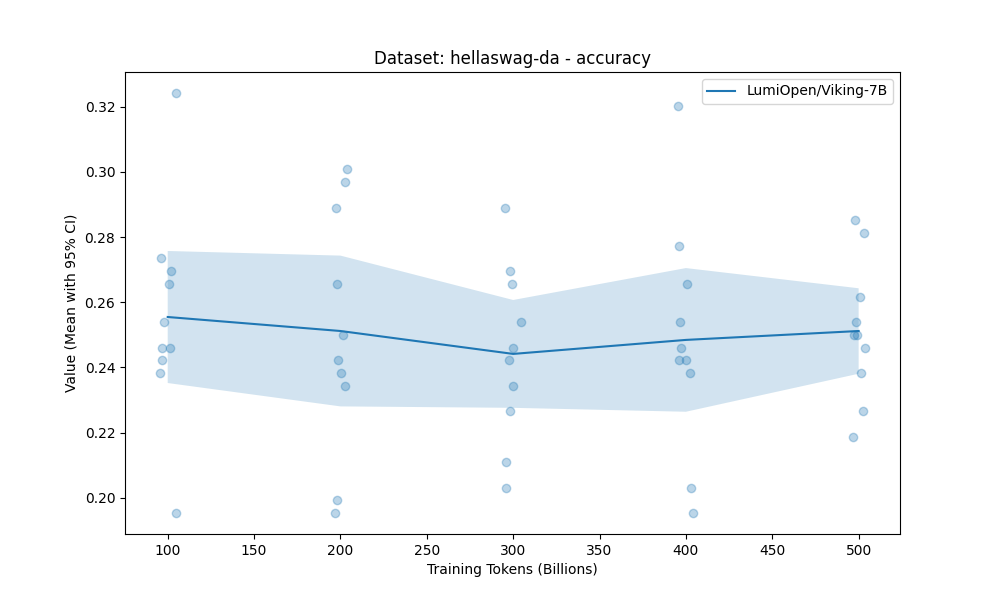 Dataset: hellaswag-da - accuracy
LumiOpen/Viking-7B
Value (Mean with 95% CI)
0.32
0.30
0.28
0.26
0.24
0.22
0.20
100 150 200 250 300 350 400 450 500
Training Tokens (Billions)